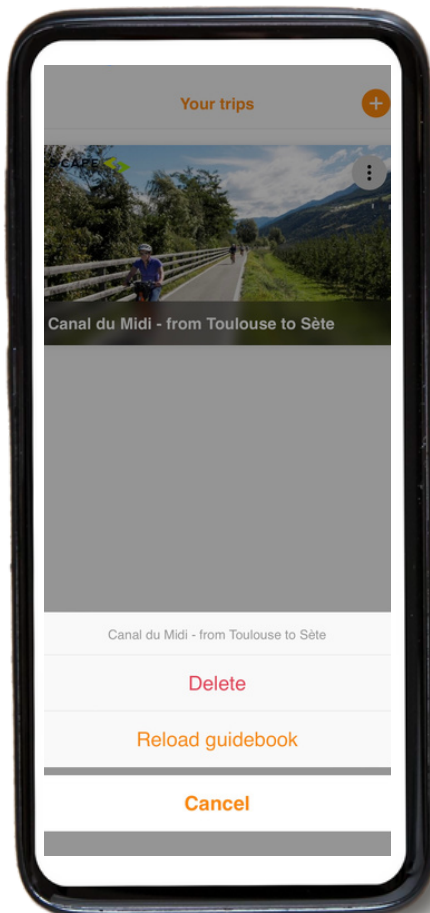 Your trips
SCAPE
Canal du Midi - from Toulouse to Sète
Canal du Midi - from Toulouse to Sète
Delete
Reload guidebook
Cancel